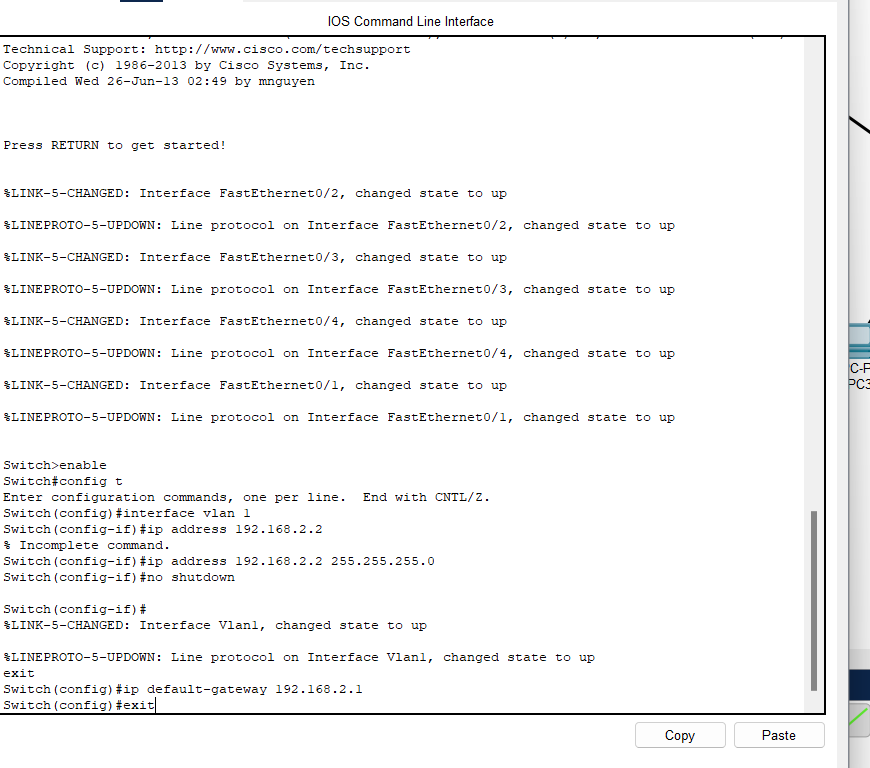 IOS Command Line Interface
Technical Support: http://www.cisco.com/techsupport
Copyright (c) 1986-2013 by Cisco Systems, Inc.
Compiled Wed 26-Jun-13 02:49 by mnguyen
Press RETURN to get started!
%LINK-5-CHANGED: Interface FastEthernet0/2, changed state to up
%LINEPROTO-5-UPDOWN: Line protocol on Interface FastEthernet0/2, changed state to up
%LINK-5-CHANGED: Interface FastEthernet0/3, changed state to up
%LINEPROTO-5-UPDOWN: Line protocol on Interface FastEthernet0/3, changed state to up
%LINK-5-CHANGED: Interface FastEthernet0/4, changed state to up
%LINEPROTO-5-UPDOWN: Line protocol on Interface FastEthernet0/4, changed state to up
%LINK-5-CHANGED: Interface FastEthernet0/1, changed state to up
%LINEPROTO-5-UPDOWN: Line protocol on Interface FastEthernet0/1, changed state to up
Switch>enable
Switch#config t
Enter configuration commands, one per line.  End with CNTL/Z.
Switch(config)#interface vlan 1
Switch(config-if)#ip address 192.168.2.2
% Incomplete command.
Switch(config-if)#ip address 192.168.2.2 255.255.255.0
Switch(config-if)#no shutdown
Switch(config-if)#
%LINK-5-CHANGED: Interface Vlan1, changed state to up
%LINEPROTO-5-UPDOWN: Line protocol on Interface Vlan1, changed state to up
exit
Switch(config)#ip default-gateway 192.168.2.1
Switch(config)#exit
Copy
Paste
C-P
PC3